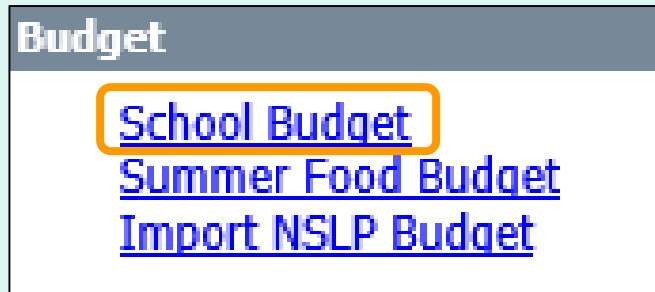 Budget
School Budget
Summer Food Budget
Import NSLP Budget